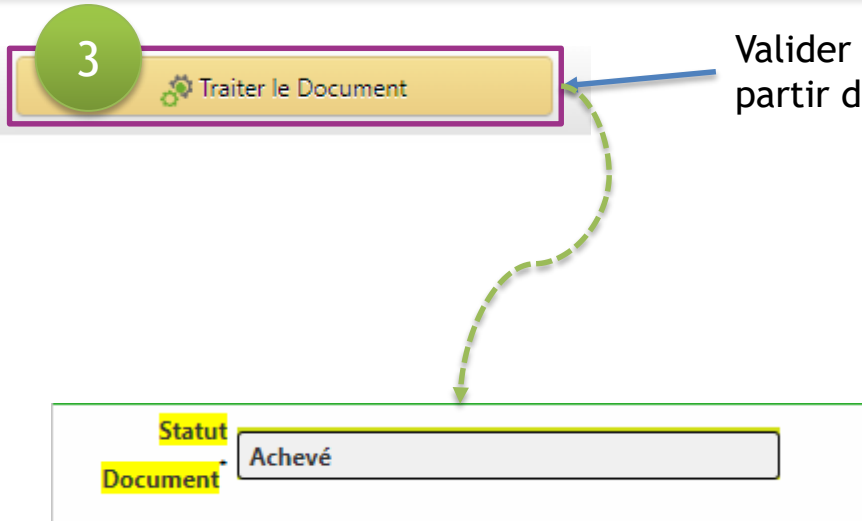 3
Traiter le Document
Valider
partir d
Statut
Document
Achevé